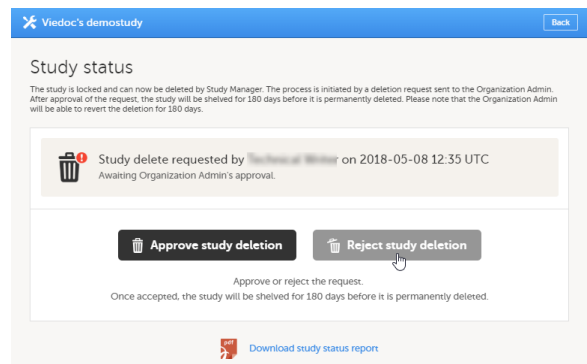 Viedoc's demostudy
Back
Study status
The study is locked and can now be deleted by Study Manager. The process is initiated by a deletion request sent to the Organization Admin.
After approval of the request, the study will be shelved for 180 days before it is permanently deleted. Please note that the Organization Admin
will be able to revert the deletion for 180 days.
Study delete requested by on 2018-05-08 12:35 UTC
Awaiting Organization Admin's approval.
Approve study deletion
Reject study deletion
Approve or reject the request.
Once accepted, the study will be shelved for 180 days before it is permanently deleted.
pdf
Download study status report